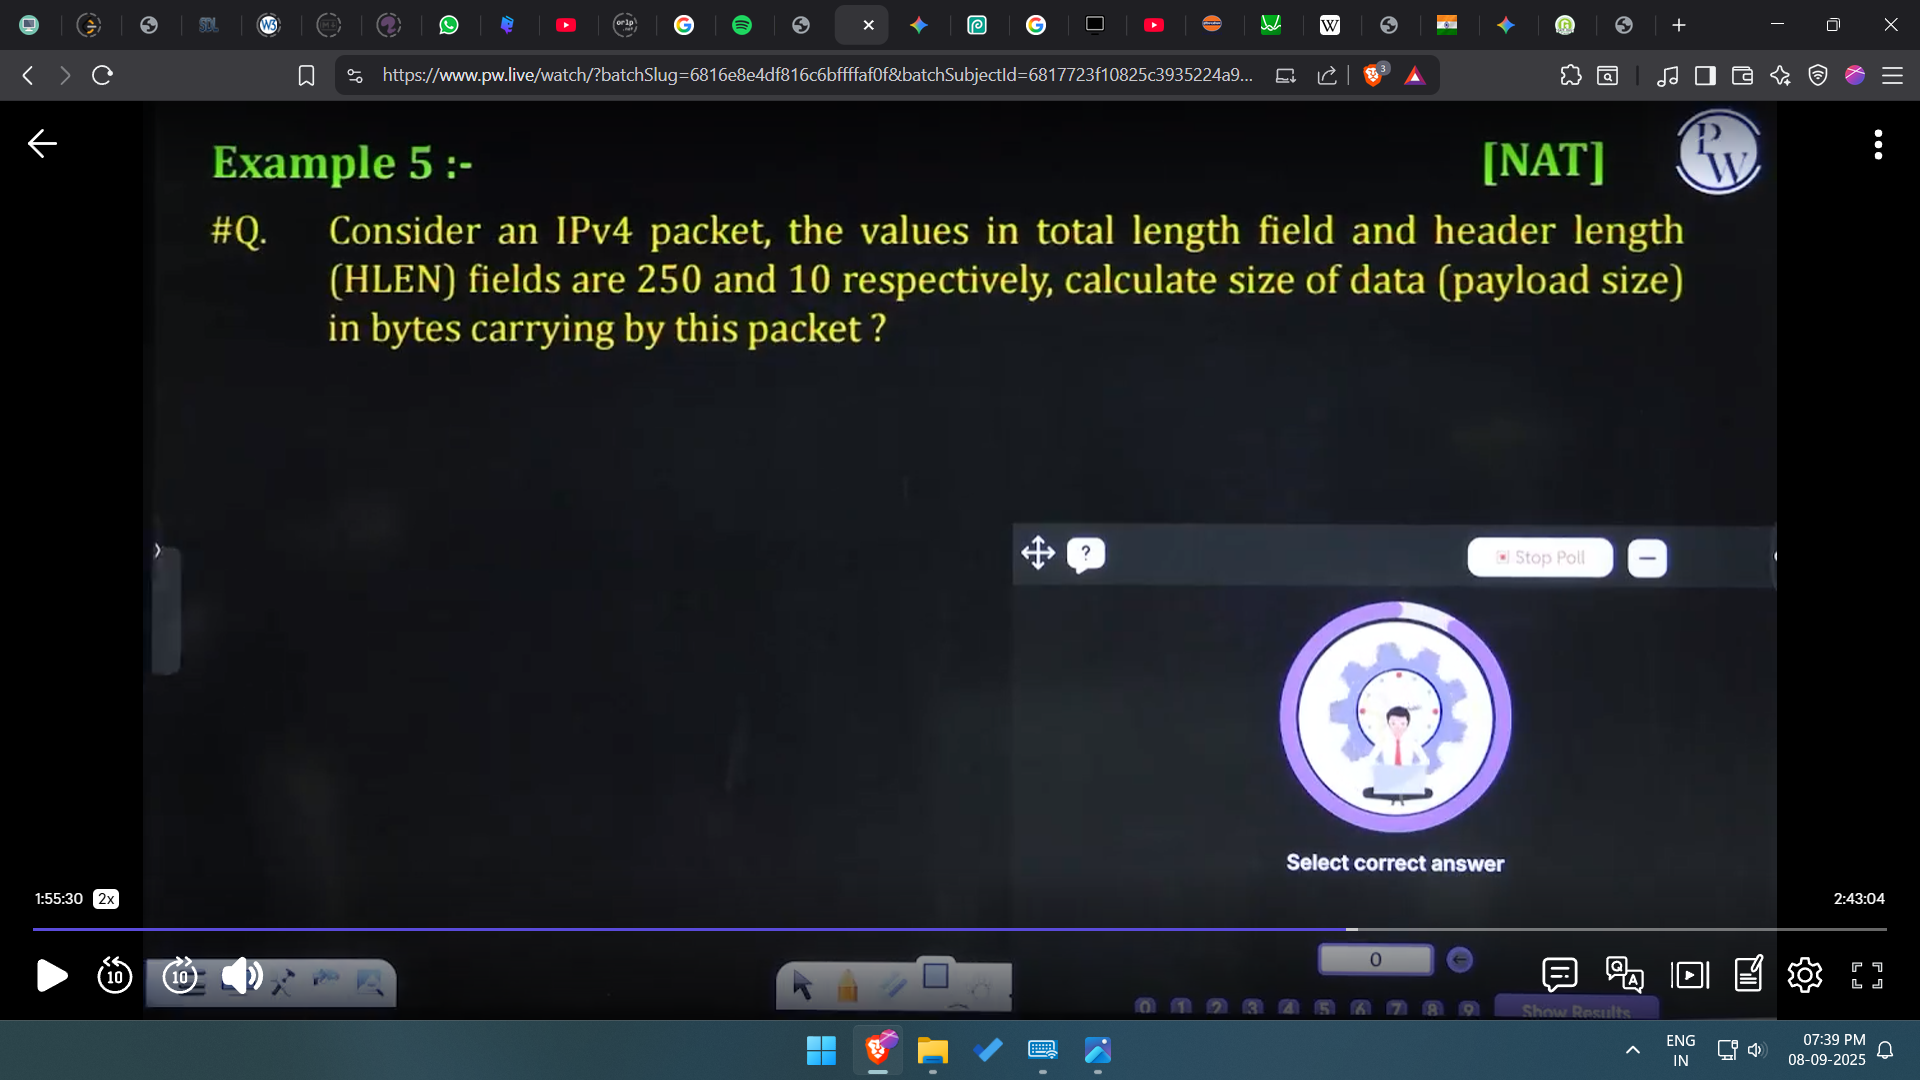 https://www.pw.live/watch/?batchSlug=6816e8e4df816c6bffffaf0f&batchSubjectId=6817723f10825c3935224a9...
3
Example 5 :-
[NAT]
PW
#Q. Consider an IPv4 packet, the values in total length field and header length
(HLEN) fields are 250 and 10 respectively, calculate size of data (payload size)
in bytes carrying by this packet ?
? Stop Poll
Select correct answer
1:55:30 2x
2:43:04
10 10
0
0 1 2 3 4 5 6 7 8 9 Show Results
ENG
IN
07:39 PM
08-09-2025